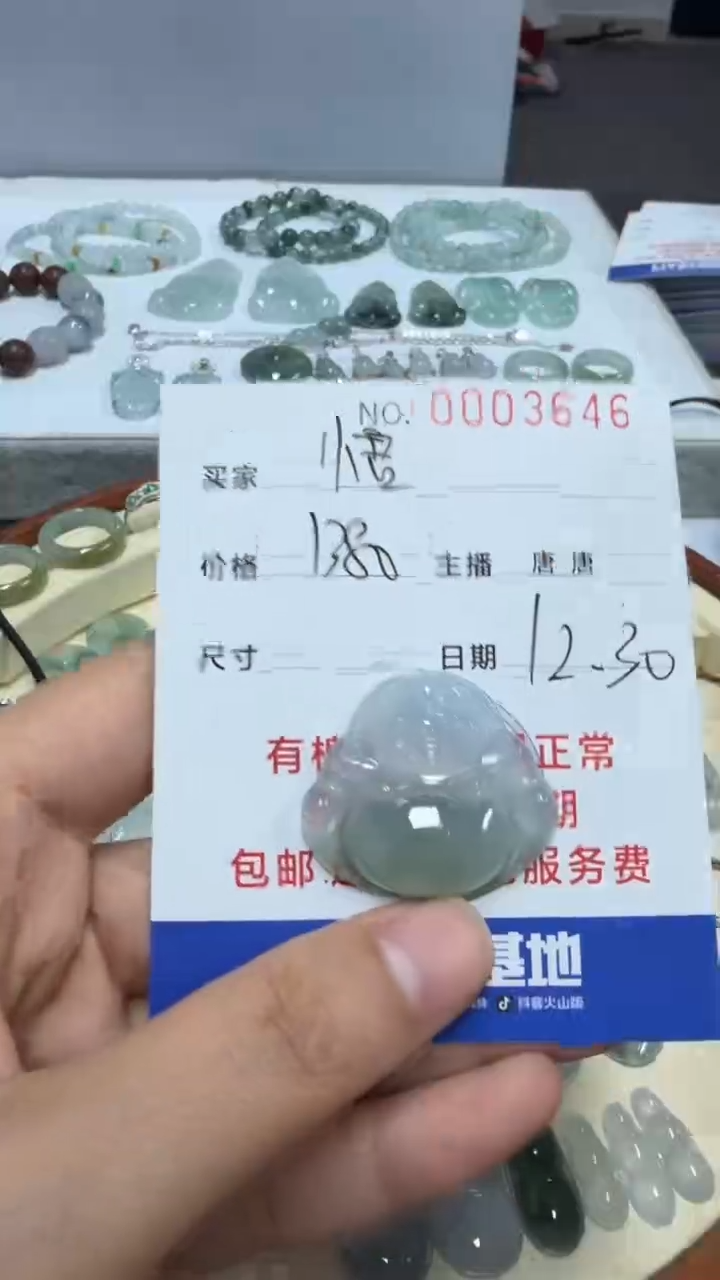 NO. 0003646
买家 小悟
价格 1380 主播 唐唐
尺寸 日期 12.30
有 正常
期
包邮 服务费
基地
抖音火山版